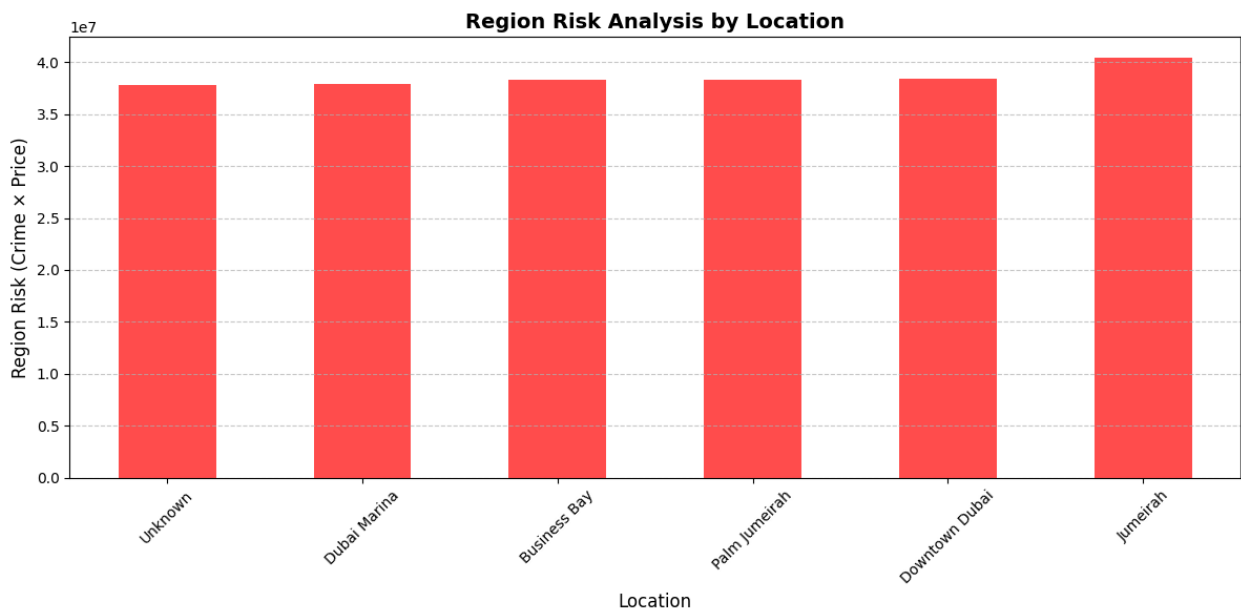 Region Risk Analysis by Location
1e7
4.0
3.5
3.0
2.5
2.0
1.5
1.0
0.5
0.0
Region Risk (Crime × Price)
Unknown
Dubai Marina
Business Bay
Palm Jumeirah
Downtown Dubai
Jumeirah
Location